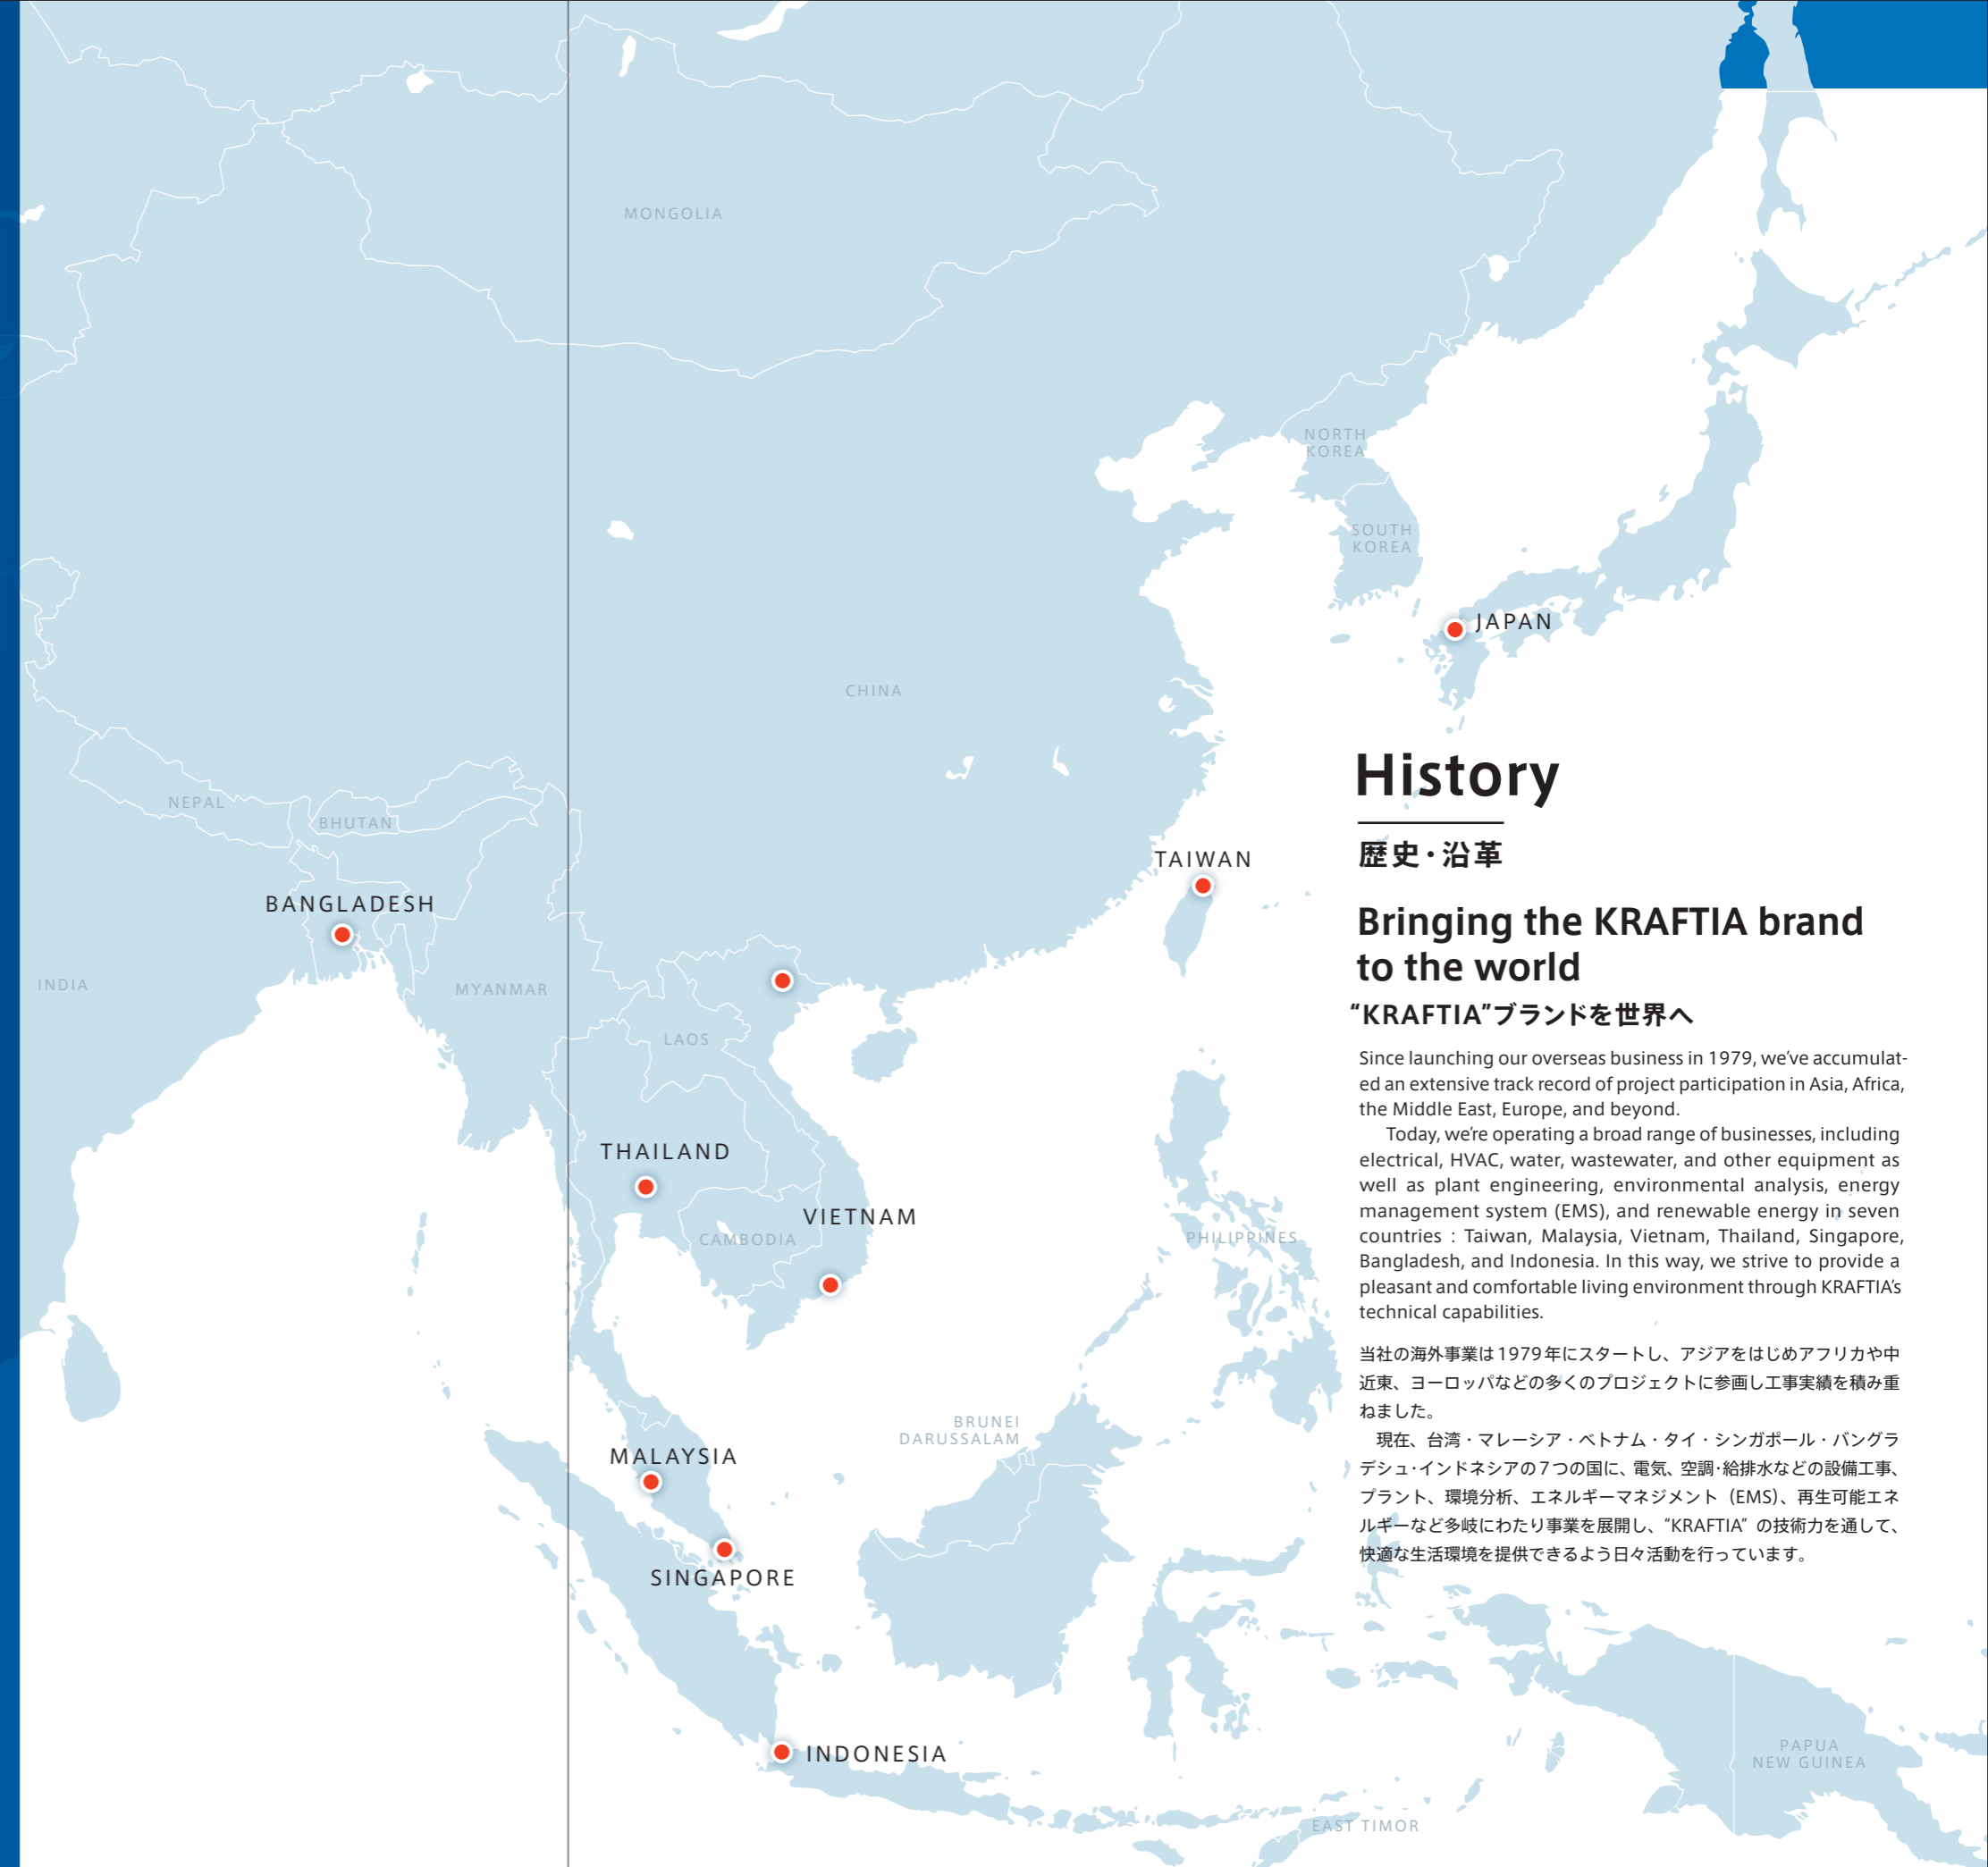 MONGOLIA
NORTH
KOREA
SOUTH
KOREA
JAPAN
CHINA
NEPAL
BHUTAN
TAIWAN
BANGLADESH
INDIA
MYANMAR
LAOS
THAILAND
VIETNAM
CAMBODIA
PHILIPPINES
BRUNEI
DARUSSALAM
MALAYSIA
SINGAPORE
INDONESIA
PAPUA
NEW GUINEA
EAST TIMOR
History
歴史・沿革
Bringing the KRAFTIA brand
to the world
“KRAFTIA”ブランドを世界へ
Since launching our overseas business in 1979, we’ve accumulat-
ed an extensive track record of project participation in Asia, Africa,
the Middle East, Europe, and beyond.
Today, we’re operating a broad range of businesses, including
electrical, HVAC, water, wastewater, and other equipment as
well as plant engineering, environmental analysis, energy
management system (EMS), and renewable energy in seven
countries : Taiwan, Malaysia, Vietnam, Thailand, Singapore,
Bangladesh, and Indonesia. In this way, we strive to provide a
pleasant and comfortable living environment through KRAFTIA’s
technical capabilities.
当社の海外事業は1979年にスタートし、アジアをはじめアフリカや中
近東、ヨーロッパなどの多くのプロジェクトに参画し工事実績を積み重
ねました。
現在、台湾・マレーシア・ベトナム・タイ・シンガポール・バングラ
デシュ・インドネシアの7つの国に、電気、空調・給排水などの設備工事、
プラント、環境分析、エネルギーマネジメント（EMS）、再生可能エネ
ルギーなど多岐にわたり事業を展開し、“KRAFTIA” の技術力を通して、
快適な生活環境を提供できるよう日々活動を行っています。